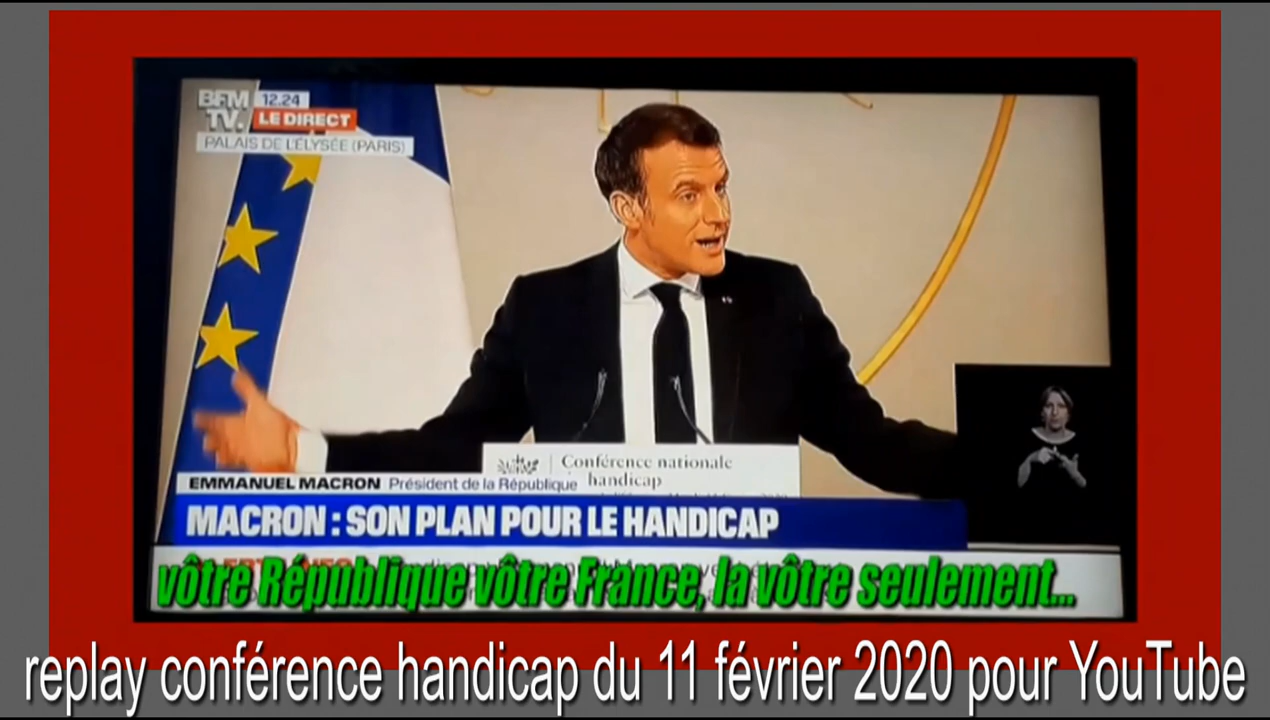 BFM
TV.
12.24
LE DIRECT
PALAIS DE L'ÉLYSÉE (PARIS)
Conférence nationale
handicap
EMMANUEL MACRON Président de la République
MACRON : SON PLAN POUR LE HANDICAP
vôtre République vôtre France, la vôtre seulement...
replay conférence handicap du 11 février 2020 pour YouTube